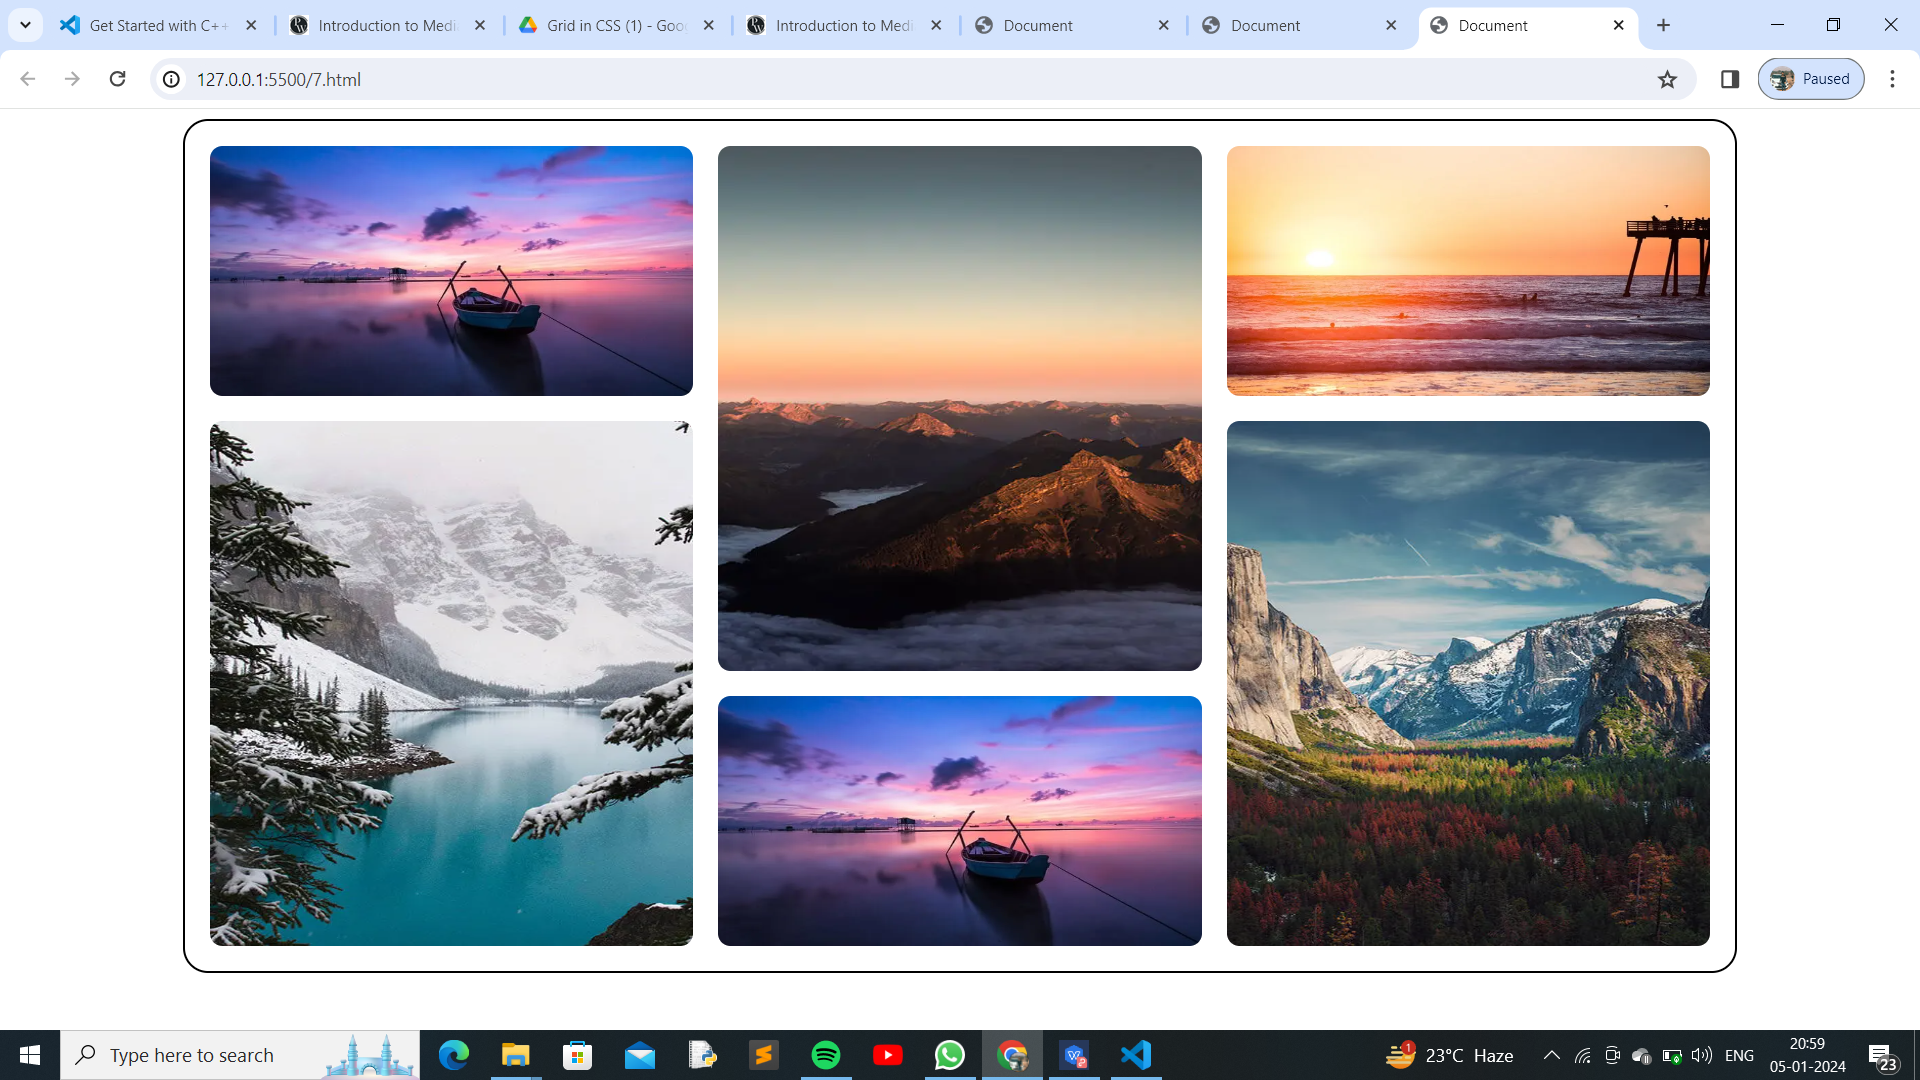 Get Started with C++
Introduction to Medi
Grid in CSS (1) - Goog
Introduction to Medi
Document
Document
Document
127.0.0.1:5500/7.html
Paused
Type here to search
1
23°C Haze
ENG
20:59
05-01-2024
23